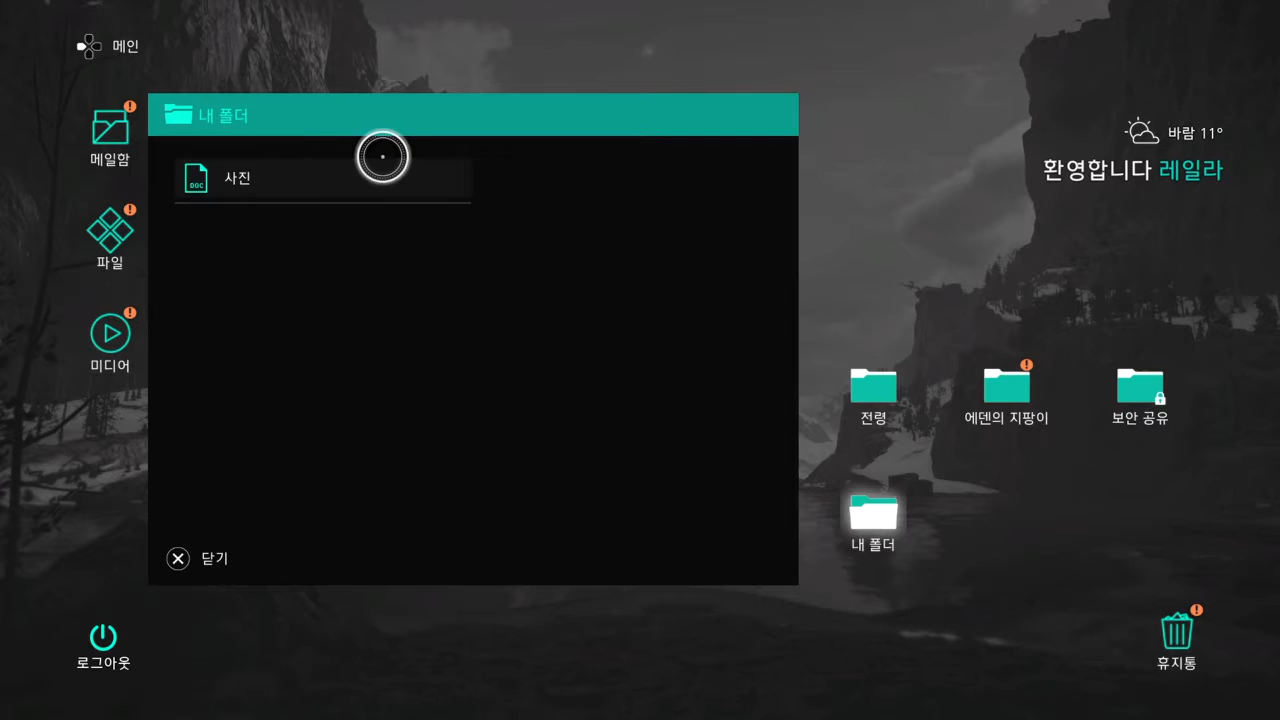 메인
내 폴더
메일함
DOC
사진
바람 11°
환영합니다 레일라
파일
미디어
전령
에덴의 지팡이
보안 공유
내 폴더
닫기
로그아웃
휴지통